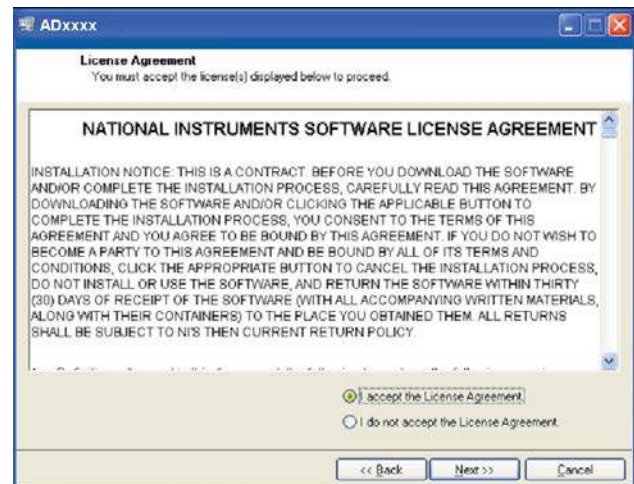 ADxxxx
License Agreement
You must accept the license(s) displayed below to proceed.
NATIONAL INSTRUMENTS SOFTWARE LICENSE AGREEMENT
INSTALLATION NOTICE: THIS IS A CONTRACT. BEFORE YOU DOWNLOAD THE SOFTWARE
AND/OR COMPLETE THE INSTALLATION PROCESS, CAREFULLY READ THIS AGREEMENT. BY
DOWNLOADING THE SOFTWARE AND/OR CLICKING THE APPLICABLE BUTTON TO
COMPLETE THE INSTALLATION PROCESS, YOU CONSENT TO THE TERMS OF THIS
AGREEMENT AND YOU AGREE TO BE BOUND BY THIS AGREEMENT. IF YOU DO NOT WISH TO
BECOME A PARTY TO THIS AGREEMENT AND BE BOUND BY ALL OF ITS TERMS AND
CONDITIONS, CLICK THE APPROPRIATE BUTTON TO CANCEL THE INSTALLATION PROCESS,
DO NOT INSTALL OR USE THE SOFTWARE, AND RETURN THE SOFTWARE WITHIN THIRTY
(30) DAYS OF RECEIPT OF THE SOFTWARE (WITH ALL ACCOMPANYING WRITTEN MATERIALS,
ALONG WITH THEIR CONTAINERS) TO THE PLACE YOU OBTAINED THEM. ALL RETURNS
SHALL BE SUBJECT TO NI'S THEN CURRENT RETURN POLICY.
I accept the License Agreement.
I do not accept the License Agreement.
<< Back Next >> Cancel